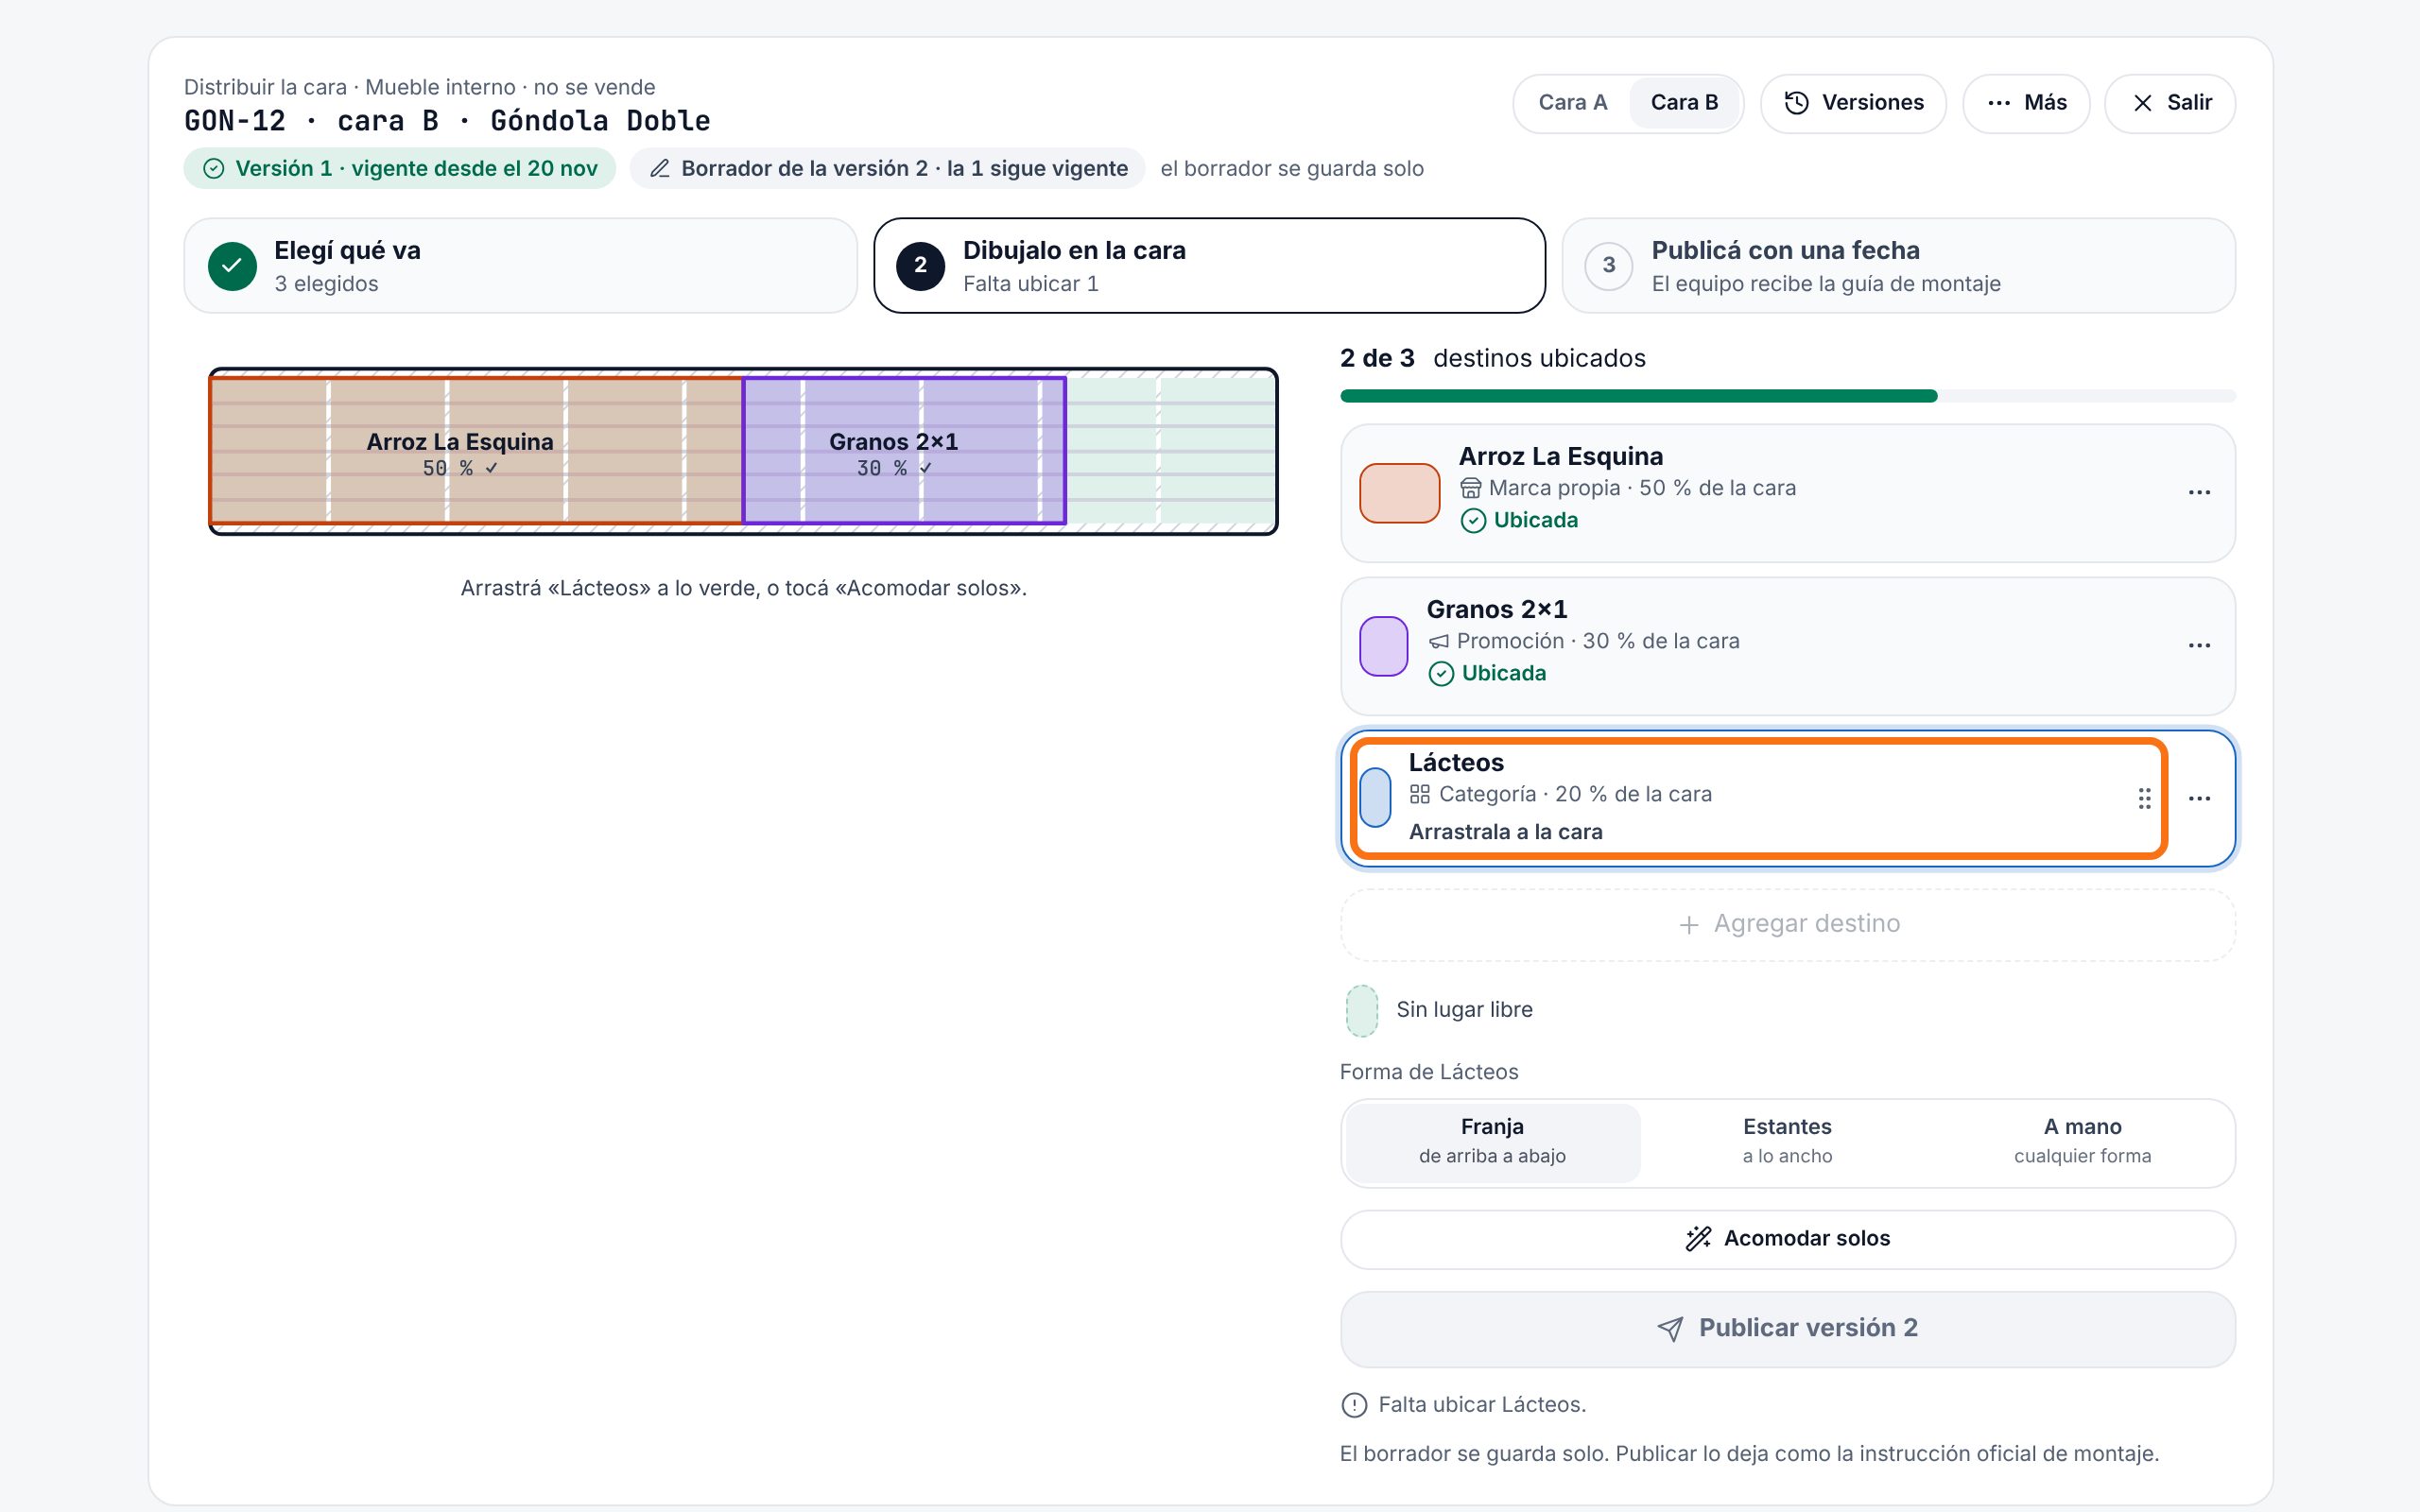 Distribuir la cara · Mueble interno · no se vende
GON-12 · cara B · Góndola Doble
Cara A
Cara B
Versiones
Más
Salir
Versión 1 · vigente desde el 20 nov
Borrador de la versión 2 · la 1 sigue vigente
el borrador se guarda solo
Elegí qué va
3 elegidos
2
Dibujalo en la cara
Falta ubicar 1
3
Publicá con una fecha
El equipo recibe la guía de montaje
Arroz La Esquina
50 %
Granos 2×1
30 %
Arrastrá «Lácteos» a lo verde, o tocá «Acomodar solos».
2 de 3 destinos ubicados
Arroz La Esquina
Marca propia · 50 % de la cara
Ubicada
Granos 2×1
Promoción · 30 % de la cara
Ubicada
Lácteos
Categoría · 20 % de la cara
Arrastrala a la cara
Agregar destino
Sin lugar libre
Forma de Lácteos
Franja
de arriba a abajo
Estantes
a lo ancho
A mano
cualquier forma
Acomodar solos
Publicar versión 2
Falta ubicar Lácteos.
El borrador se guarda solo. Publicar lo deja como la instrucción oficial de montaje.